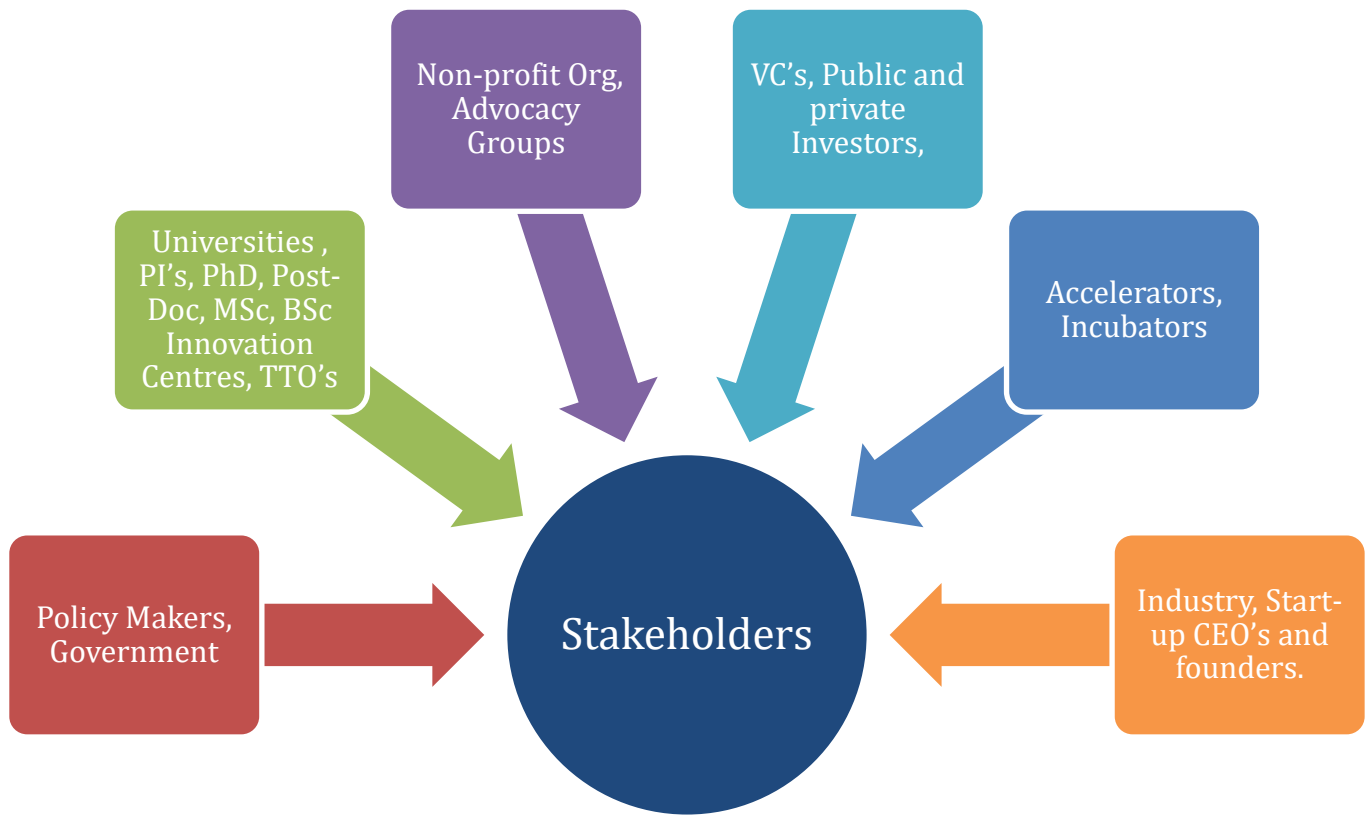 Non-profit Org,
Advocacy
Groups
VC’s, Public and
private
Investors,
Universities ,
PI’s, PhD, Post-
Doc, MSc, BSc
Innovation
Centres, TTO’s
Accelerators,
Incubators
Policy Makers,
Government
Stakeholders
Industry, Start-
up CEO’s and
founders.